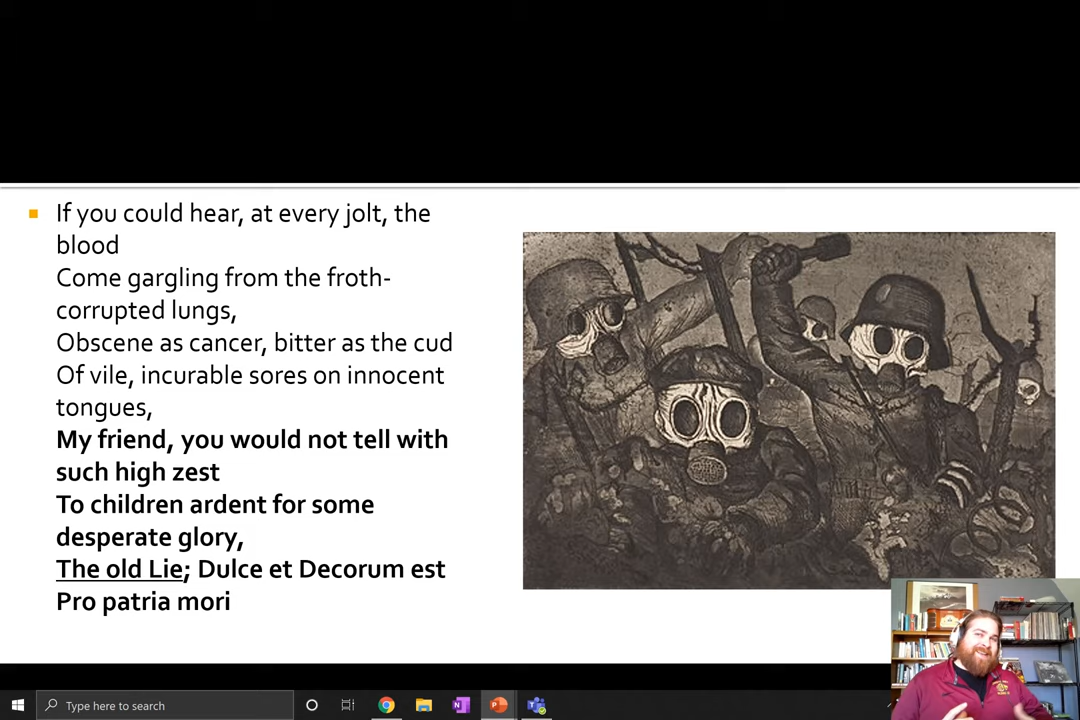 If you could hear, at every jolt, the
blood
Come gargling from the froth-
corrupted lungs,
Obscene as cancer, bitter as the cud
Of vile, incurable sores on innocent
tongues,
My friend, you would not tell with
such high zest
To children ardent for some
desperate glory,
The old Lie; Dulce et Decorum est
Pro patria mori
Type here to search